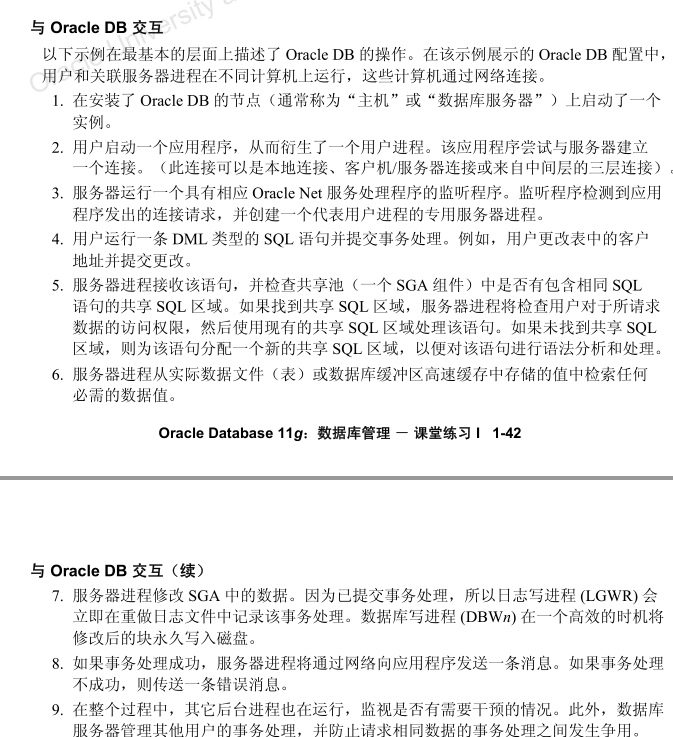 与 Oracle DB 交互
以下示例在最基本的层面上描述了 Oracle DB 的操作。在该示例展示的 Oracle DB 配置中，
用户和关联服务器进程在不同计算机上运行，这些计算机通过网络连接。
1. 在安装了 Oracle DB 的节点（通常称为“主机”或“数据库服务器”）上启动了一个
实例。
2. 用户启动一个应用程序，从而衍生了一个用户进程。该应用程序尝试与服务器建立
一个连接。（此连接可以是本地连接、客户机/服务器连接或来自中间层的三层连接）。
3. 服务器运行一个具有相应 Oracle Net 服务处理程序的监听程序。监听程序检测到应用
程序发出的连接请求，并创建一个代表用户进程的专用服务器进程。
4. 用户运行一条 DML 类型的 SQL 语句并提交事务处理。例如，用户更改表中的客户
地址并提交更改。
5. 服务器进程接收该语句，并检查共享池（一个 SGA 组件）中是否有包含相同 SQL
语句的共享 SQL 区域。如果找到共享 SQL 区域，服务器进程将检查用户对于所请求
数据的访问权限，然后使用现有的共享 SQL 区域处理该语句。如果未找到共享 SQL
区域，则为该语句分配一个新的共享 SQL 区域，以便对该语句进行语法分析和处理。
6. 服务器进程从实际数据文件（表）或数据库缓冲区高速缓存中存储的值中检索任何
必需的数据值。
Oracle Database 11g：数据库管理 － 课堂练习 I 1-42
与 Oracle DB 交互（续）
7. 服务器进程修改 SGA 中的数据。因为已提交事务处理，所以日志写进程 (LGWR) 会
立即在重做日志文件中记录该事务处理。数据库写进程 (DBWn) 在一个高效的时机将
修改后的块永久写入磁盘。
8. 如果事务处理成功，服务器进程将通过网络向应用程序发送一条消息。如果事务处理
不成功，则传送一条错误消息。
9. 在整个过程中，其它后台进程也在运行，监视是否有需要干预的情况。此外，数据库
服务器管理其他用户的事务处理，并防止请求相同数据的事务处理之间发生争用。